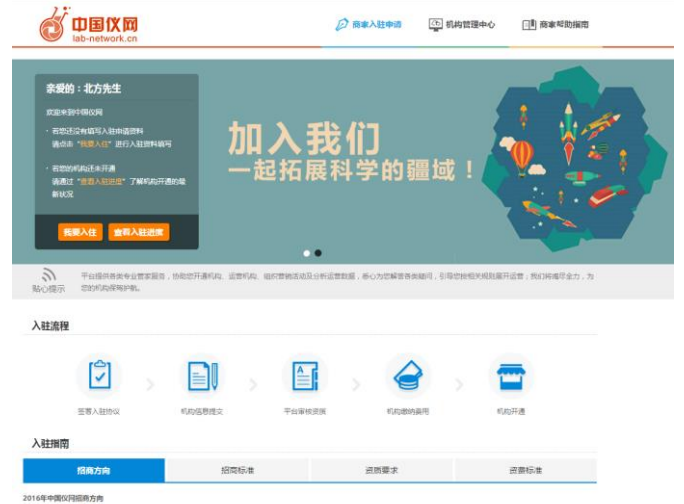 中国仪网
lab-network.cn
商家入驻申请
机构管理中心
商家帮助指南
亲爱的：北方先生
欢迎来到中国仪网
· 若您还没有填写入驻申请资料
请点击 "我要入住" 进行入驻资料填写
· 若您的机构还未开通
请通过 "查看入驻进度" 了解机构开通的最
新状况
我要入住
查看入驻进度
加入我们
一起拓展科学的疆域！
贴心提示
平台提供各类专业管家服务，协助您开通机构、运营机构、组织营销活动及分析运营数据，悉心为您解答各类疑问，引导您按相关规则展开运营；我们将竭尽全力，为
您的机构保驾护航。
入驻流程
签署入驻协议
机构信息提交
平台审核资质
机构缴纳费用
机构开通
入驻指南
招商方向
招商标准
资质要求
资费标准
2016年中国仪网招商方向